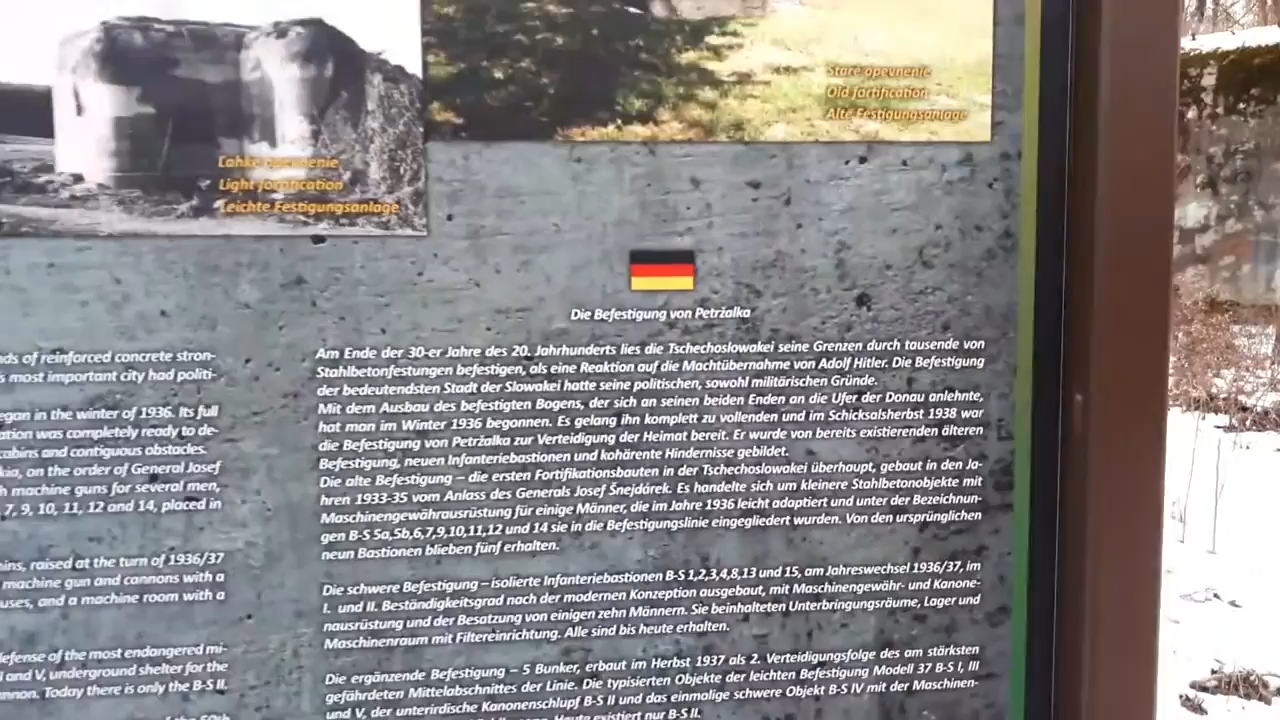 Ľahké opevnenie
Light fortification
Leichte Festigungsanlage
Staré opevnenie
Old fortification
Alte Festigungsanlage
nds of reinforced concrete stron-
s most important city had politi-
egan in the winter of 1936. Its full
ation was completely ready to de-
cabins and contiguous obstacles.
kia, on the order of General Josef
h machine guns for several men,
7, 9, 10, 11, 12 and 14, placed in
ins, raised at the turn of 1936/37
machine gun and cannons with a
uses, and a machine room with a
defense of the most endangered mi-
I and V, underground shelter for the
nnon. Today there is only the B-S II.
Die Befestigung von Petržalka
Am Ende der 30-er Jahre des 20. Jahrhunderts lies die Tschechoslowakei seine Grenzen durch tausende von
Stahlbetonfestungen befestigen, als eine Reaktion auf die Machtübernahme von Adolf Hitler. Die Befestigung
der bedeutendsten Stadt der Slowakei hatte seine politischen, sowohl militärischen Gründe.
Mit dem Ausbau des befestigten Bogens, der sich an seinen beiden Enden an die Ufer der Donau anlehnte,
hat man im Winter 1936 begonnen. Es gelang ihn komplett zu vollenden und im Schicksalsherbst 1938 war
die Befestigung von Petržalka zur Verteidigung der Heimat bereit. Er wurde von bereits existierenden älteren
Befestigung, neuen Infanteriebastionen und kohärente Hindernisse gebildet.
Die alte Befestigung – die ersten Fortifikationsbauten in der Tschechoslowakei überhaupt, gebaut in den Ja-
hren 1933-35 vom Anlass des Generals Josef Šnejdárek. Es handelte sich um kleinere Stahlbetonobjekte mit
Maschinengewährausrüstung für einige Männer, die im Jahre 1936 leicht adaptiert und unter der Bezeichnun-
gen B-S 5a,5b,6,7,9,10,11,12 und 14 sie in die Befestigungslinie eingegliedert wurden. Von den ursprünglichen
neun Bastionen blieben fünf erhalten.
Die schwere Befestigung – isolierte Infanteriebastionen B-S 1,2,3,4,8,13 und 15, am Jahreswechsel 1936/37, im
I. und II. Beständigkeitsgrad nach der modernen Konzeption ausgebaut, mit Maschinengewähr- und Kanone-
nausrüstung und der Besatzung von einigen zehn Männern. Sie beinhalteten Unterbringungsräume, Lager und
Maschinenraum mit Filtereinrichtung. Alle sind bis heute erhalten.
Die ergänzende Befestigung – 5 Bunker, erbaut im Herbst 1937 als 2. Verteidigungsfolge des am stärksten
gefährdeten Mittelabschnittes der Linie. Die typisierten Objekte der leichten Befestigung Modell 37 B-S I, III
und V, der unterirdische Kanonenschlupf B-S II und das einmalige schwere Objekt B-S IV mit der Maschinen-
Heute existiert nur B-S II.